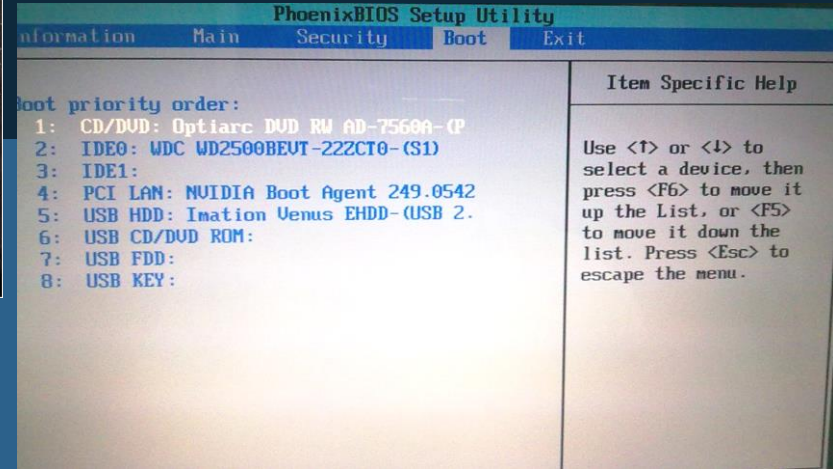 PhoenixBIOS Setup Utility
nformation Main Security Boot Exit
Boot priority order:
1: CD/DVD: Optiarc DVD RW AD-7560A-(P
2: IDE0: WDC WD2500BEVT-22ZCT0-(S1)
3: IDE1:
4: PCI LAN: NVIDIA Boot Agent 249.0542
5: USB HDD: Imation Venus EHDD-(USB 2.
6: USB CD/DVD ROM:
7: USB FDD:
8: USB KEY:
Item Specific Help
Use <↑> or <↓> to
select a device, then
press <F6> to move it
up the List, or <F5>
to move it down the
list. Press <Esc> to
escape the menu.